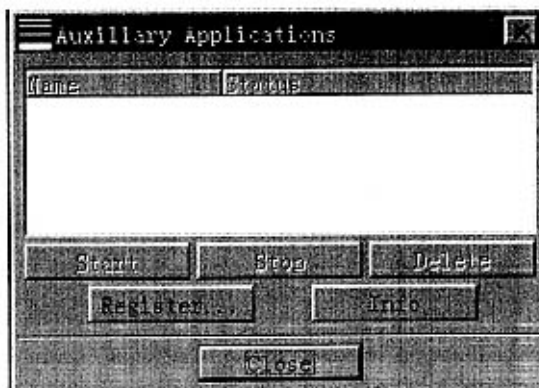 Auxillary Applications
Name Status
Start Stop Delete
Register... Info
Close